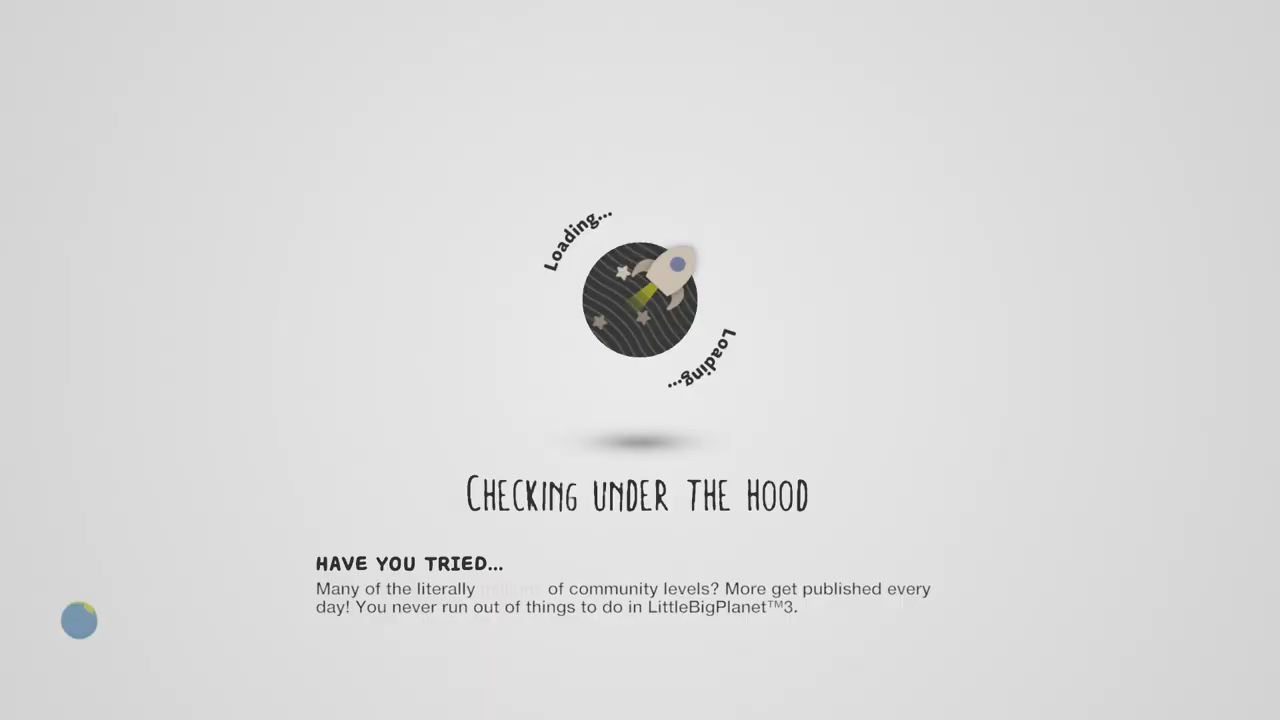 Loading...
Loading...
CHECKING UNDER THE HOOD
HAVE YOU TRIED...
Many of the literally millions of community levels? More get published every
day! You never run out of things to do in LittleBigPlanet™3.